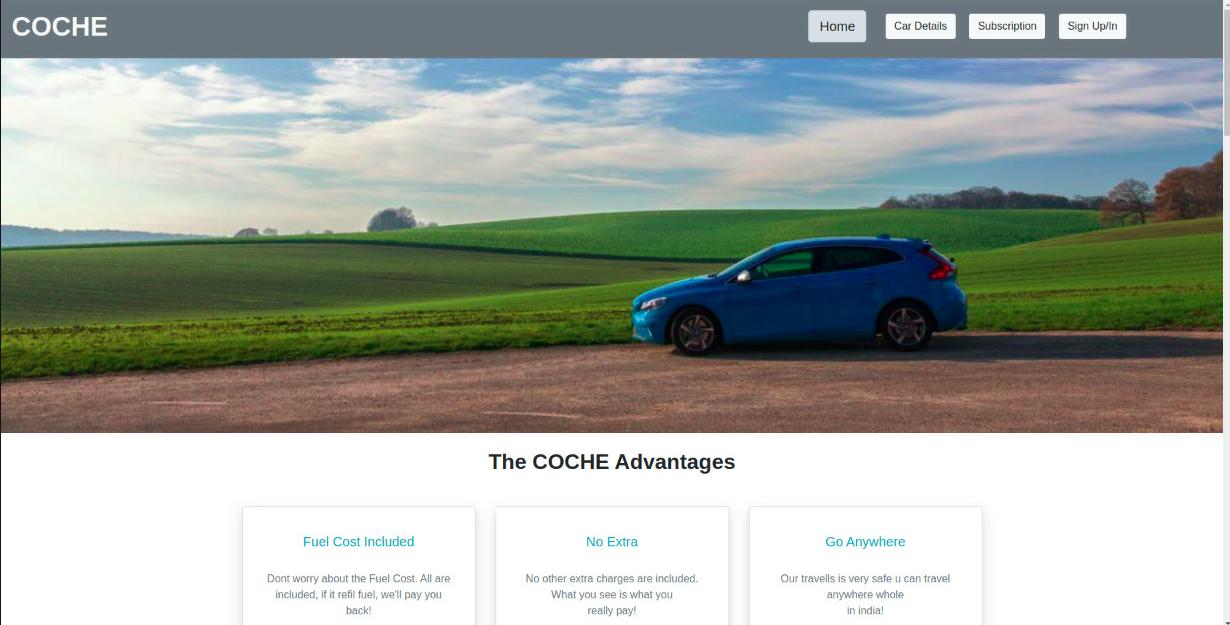 COCHE
Home
Car Details
Subscription
Sign Up/In
The COCHE Advantages
Fuel Cost Included
Dont worry about the Fuel Cost. All are
included, if it refil fuel, we'll pay you
back!
No Extra
No other extra charges are included.
What you see is what you
really pay!
Go Anywhere
Our travells is very safe u can travel
anywhere whole
in india!